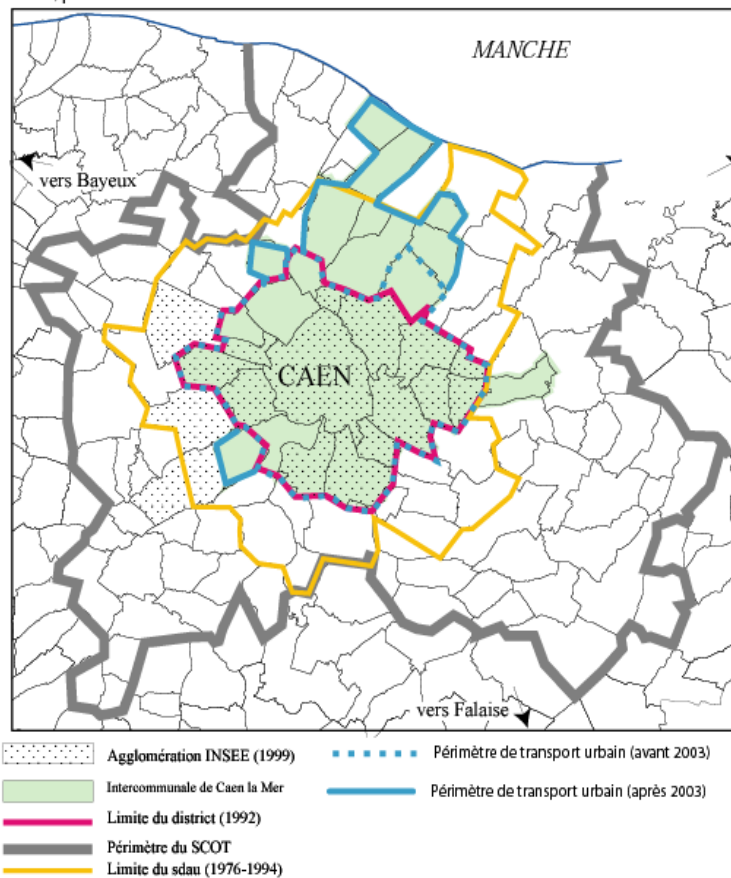 MANCHE
vers Bayeux
CAEN
vers Falaise
Agglomération INSEE (1999)
Intercommunale de Caen la Mer
Limite du district (1992)
Périmètre du SCOT
Limite du sdau (1976-1994)
Périmètre de transport urbain (avant 2003)
Périmètre de transport urbain (après 2003)